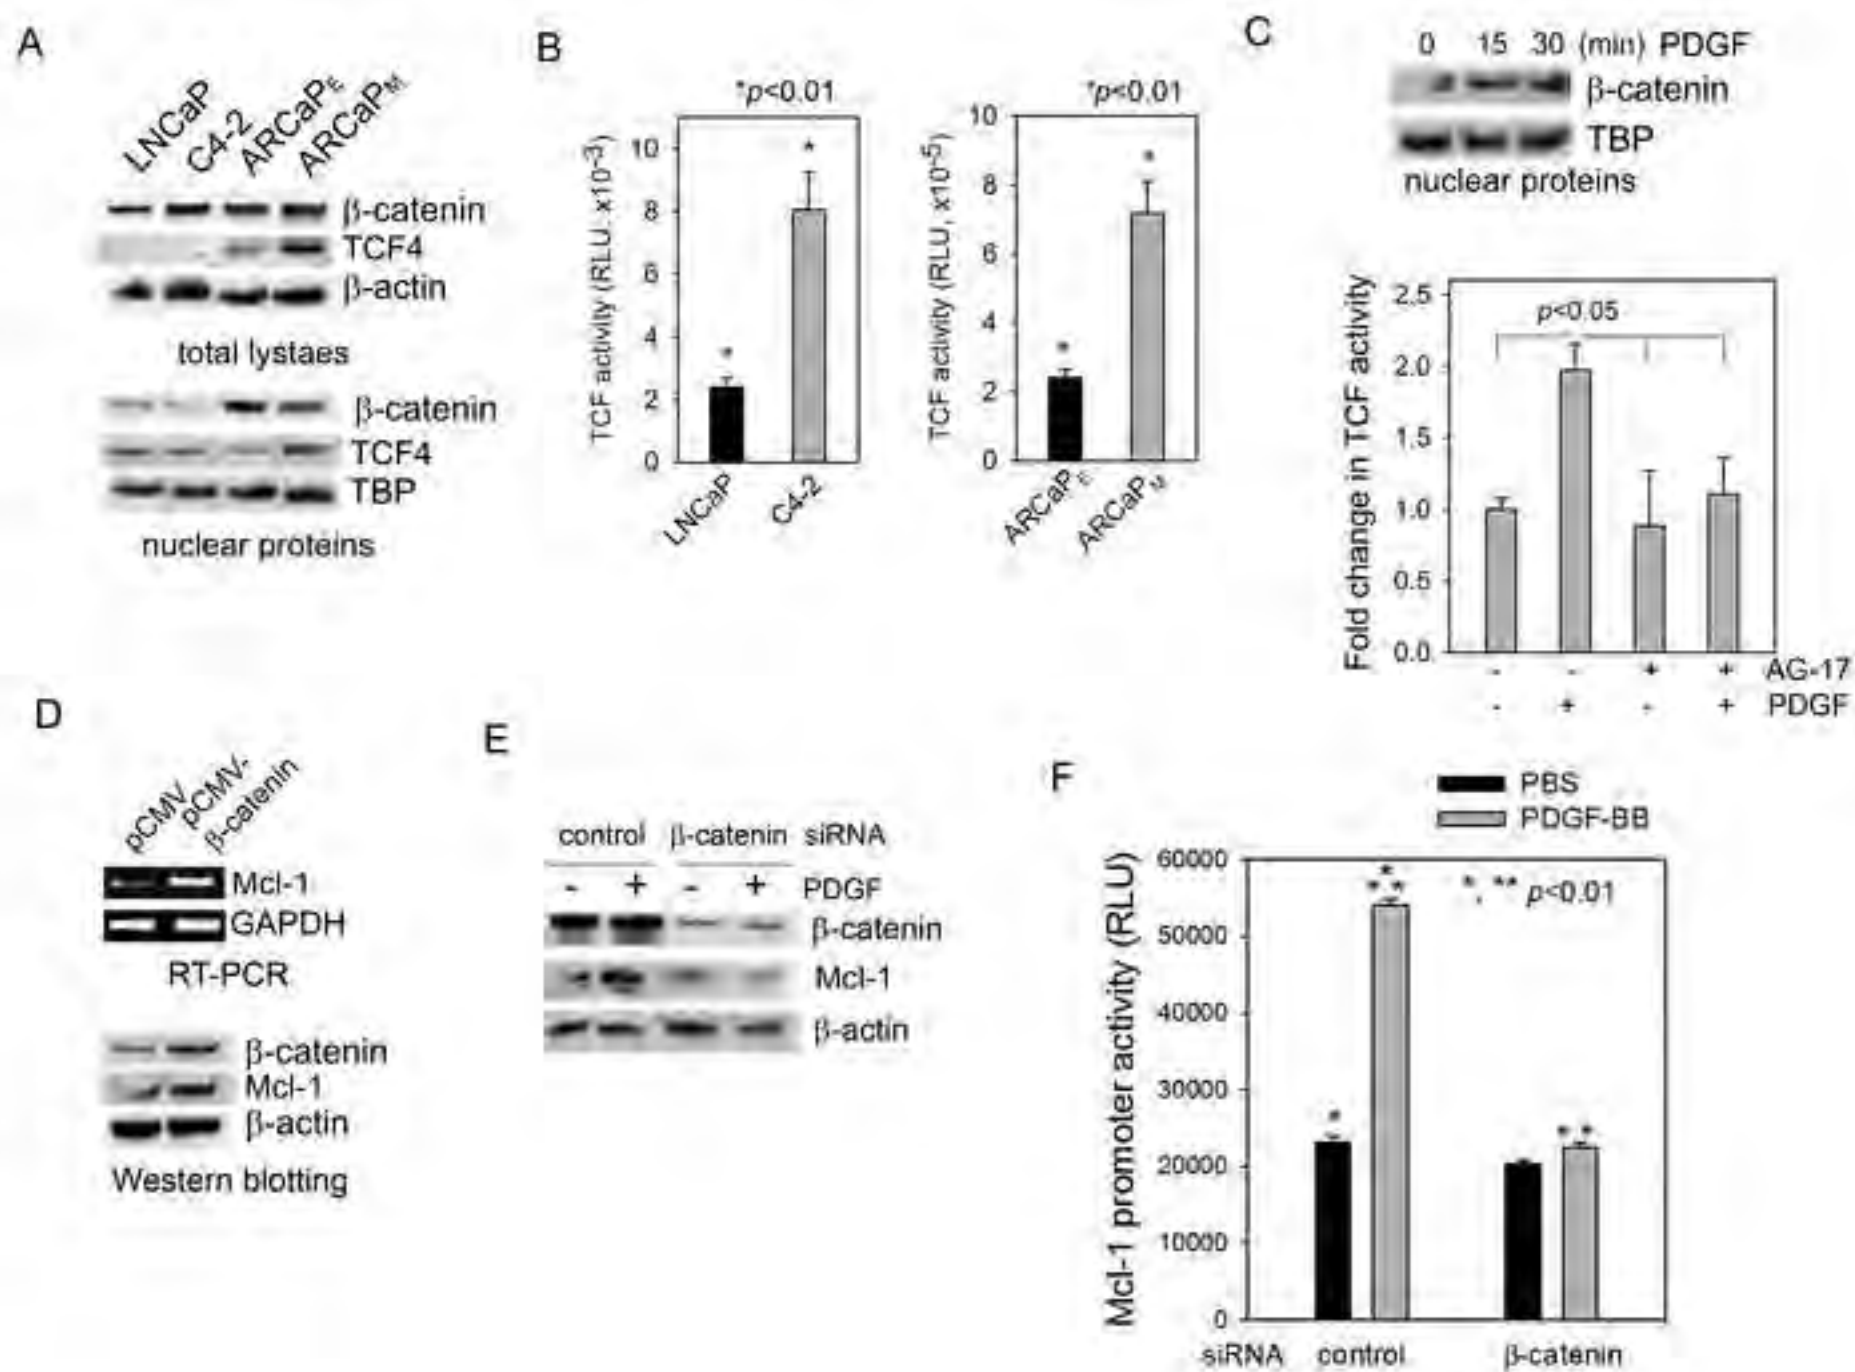 A
LNCaP
C4-2
ARCaP_E
ARCaP_M
β-catenin
TCF4
β-actin
total lystaes
β-catenin
TCF4
TBP
nuclear proteins
B
*p<0.01
TCF activity (RLU, x10⁻³)
10
8
6
4
2
0
*
*
LNCaP
C4-2
*p<0.01
TCF activity (RLU, x10⁻⁵)
10
8
6
4
2
0
*
*
ARCaP_E
ARCaP_M
C
0 15 30 (min) PDGF
β-catenin
TBP
nuclear proteins
Fold change in TCF activity
2.5
2.0
1.5
1.0
0.5
0.0
p<0.05
- - + + AG-17
- + - + PDGF
D
pCMV
pCMV-
β-catenin
Mcl-1
GAPDH
RT-PCR
β-catenin
Mcl-1
β-actin
Western blotting
E
control β-catenin siRNA
- + - + PDGF
β-catenin
Mcl-1
β-actin
F
PBS
PDGF-BB
Mcl-1 promoter activity (RLU)
60000
50000
40000
30000
20000
10000
0
*
*
**
**
*, ** p<0.01
siRNA control β-catenin